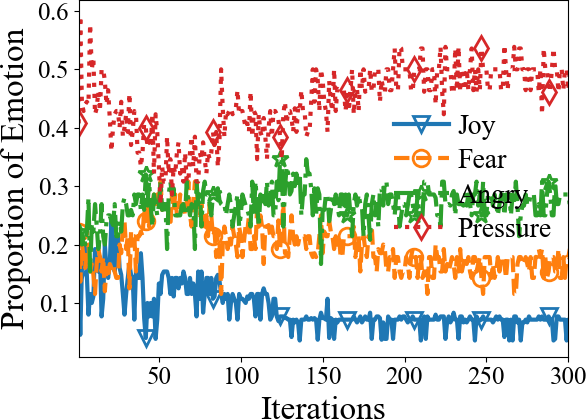 Proportion of Emotion
0.6
0.5
0.4
0.3
0.2
0.1
Joy
Fear
Angry
Pressure
50 100 150 200 250 300
Iterations